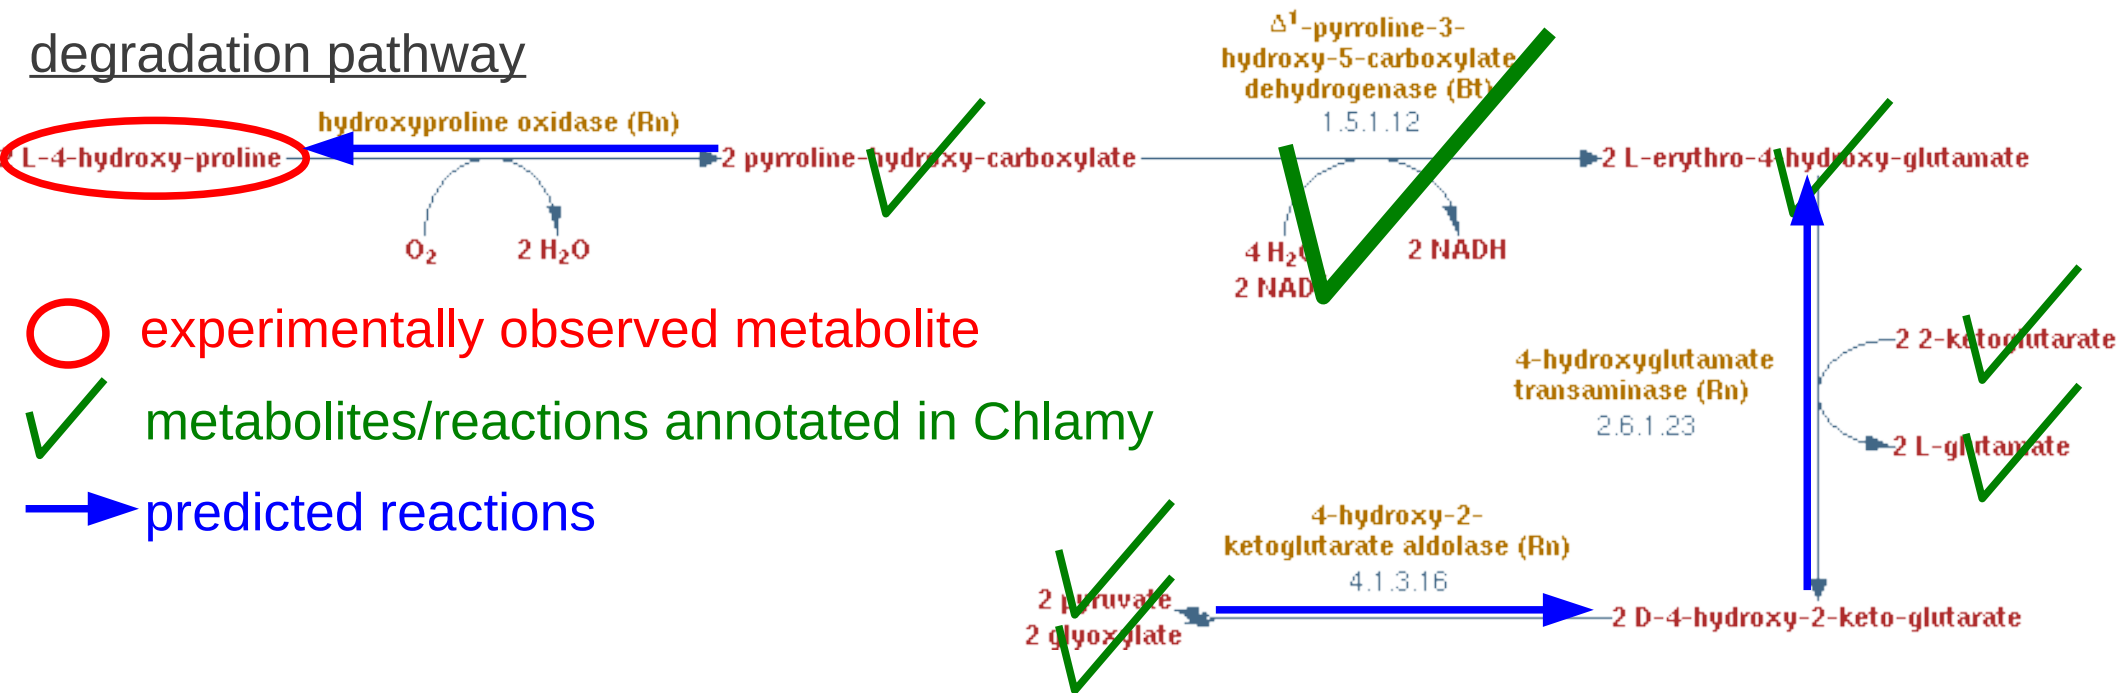 degradation pathway
Δ1-pyrroline-3-
hydroxy-5-carboxylate
dehydrogenase (Bt)
1.5.1.12
hydroxyproline oxidase (Rn)
L-4-hydroxy-proline
2 pyrroline-hydroxy-carboxylate
2 L-erythro-4-hydroxy-glutamate
O2
2 H2O
4 H2O
2 NADH
2 NAD
experimentally observed metabolite
metabolites/reactions annotated in Chlamy
predicted reactions
2 2-ketoglutarate
4-hydroxyglutamate
transaminase (Rn)
2.6.1.23
2 L-glutamate
4-hydroxy-2-
ketoglutarate aldolase (Rn)
4.1.3.16
2 pyruvate
2 glyoxylate
2 D-4-hydroxy-2-keto-glutarate